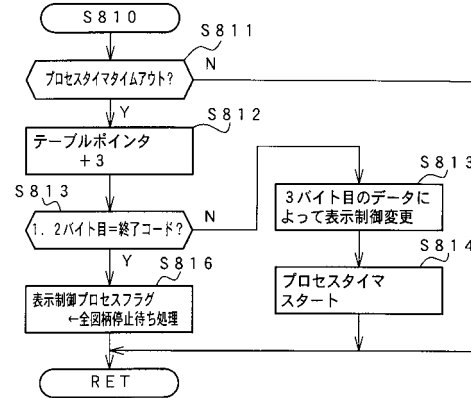 S810
S811
プロセスタイマタイムアウト?
N
Y
S812
テーブルポインタ
+3
S813
1.2バイト目=終了コード?
N
S813
3バイト目のデータに
よって表示制御変更
S814
プロセスタイマ
スタート
Y
S816
表示制御プロセスフラグ
←全図柄停止待ち処理
RET